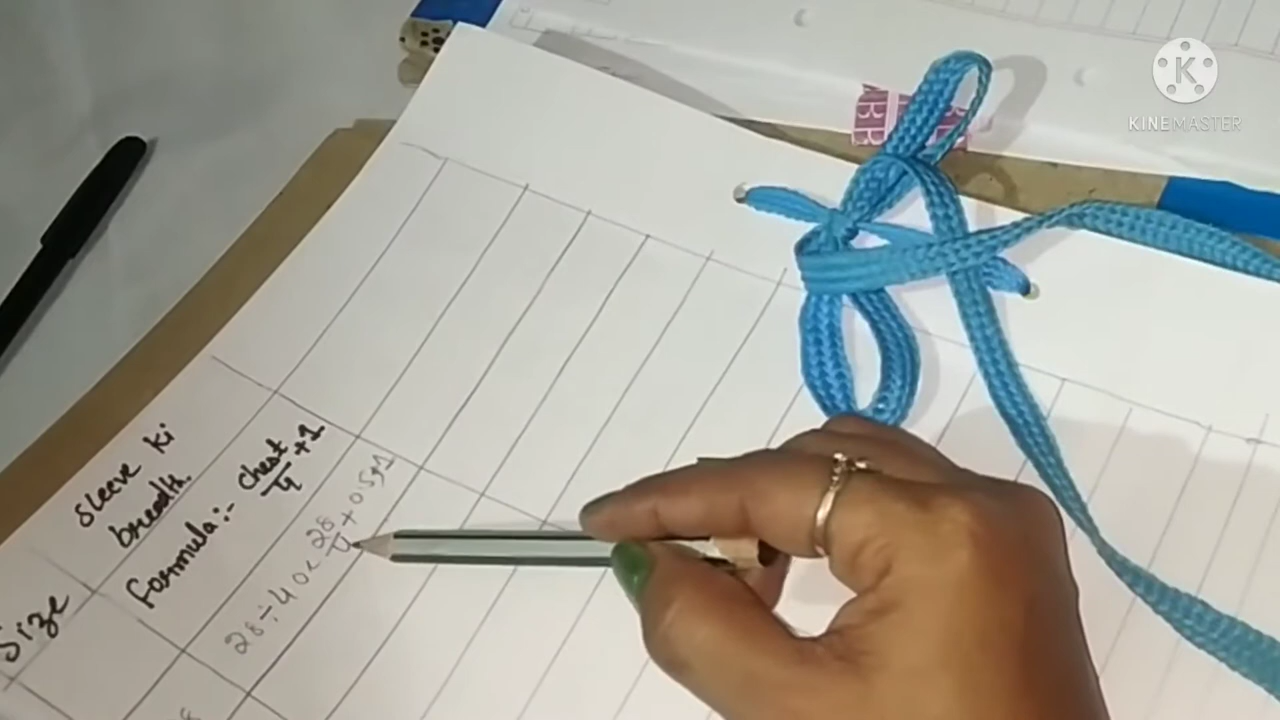 KINEMASTER
Size
Sleeve Ki
breadth.
formula:- chest/4 + 1
28 ÷ 4 or 28/4 + 0.5 + 1